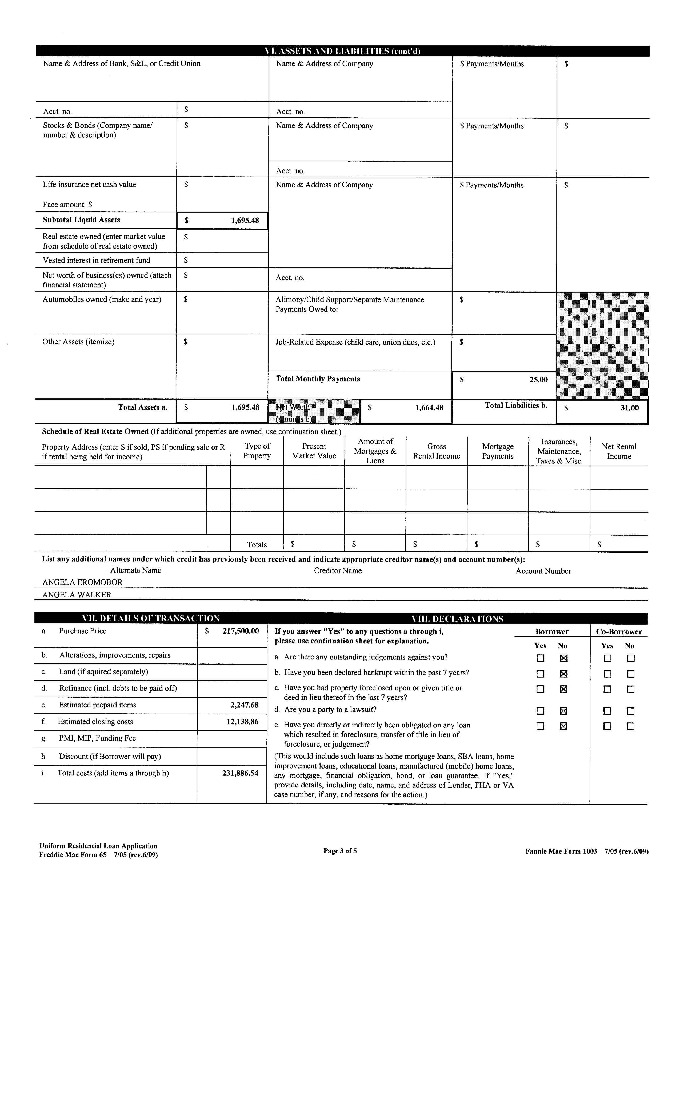 VI. ASSETS AND LIABILITIES (cont'd)
Name & Address of Bank, S&L, or Credit Union
Name & Address of Company
$ Payments/Months
$
Acct. no.
$
Acct. no.
Stocks & Bonds (Company name/
number & description)
$
Name & Address of Company
$ Payments/Months
$
Acct. no.
Life insurance net cash value
$
Name & Address of Company
$ Payments/Months
$
Face amount $
Subtotal Liquid Assets
$ 1,695.48
Real estate owned (enter market value
from schedule of real estate owned)
$
Vested interest in retirement fund
$
Net worth of business(es) owned (attach
financial statement)
$
Acct. no.
Automobiles owned (make and year)
$
Alimony/Child Support/Separate Maintenance
Payments Owed to:
$
Other Assets (itemize)
$
Job-Related Expense (child care, union dues, etc.)
$
Total Monthly Payments
$ 25.00
Total Assets a.
$ 1,695.48
Net Worth
(a minus b)
$ 1,664.48
Total Liabilities b.
$ 31.00
Schedule of Real Estate Owned (If additional properties are owned, use continuation sheet.)
Property Address (enter S if sold, PS if pending sale or R
if rental being held for income)
Type of
Property
Present
Market Value
Amount of
Mortgages &
Liens
Gross
Rental Income
Mortgage
Payments
Insurances,
Maintenance,
Taxes & Misc
Net Rental
Income
Totals
$
$
$
$
$
$
List any additional names under which credit has previously been received and indicate appropriate creditor name(s) and account number(s):
Alternate Name
Creditor Name
Account Number
ANGELA EROMOBOR
ANGELA WALKER
VII. DETAILS OF TRANSACTION
a. Purchase Price
$ 217,500.00
b. Alterations, improvements, repairs
c. Land (if aquired separately)
d. Refinance (incl. debts to be paid off)
e. Estimated prepaid items
2,247.68
f. Estimated closing costs
12,138.86
g. PMI, MIP, Funding Fee
h. Discount (if Borrower will pay)
i. Total costs (add items a through h)
231,886.54
VIII. DECLARATIONS
If you answer "Yes" to any questions a through i,
please use continuation sheet for explanation.
Borrower
Co-Borrower
Yes No
Yes No
a. Are there any outstanding judgements against you?
b. Have you been declared bankrupt within the past 7 years?
c. Have you had property foreclosed upon or given title or
deed in lieu thereof in the last 7 years?
d. Are you a party to a lawsuit?
e. Have you directly or indirectly been obligated on any loan
which resulted in foreclosure, transfer of title in lieu of
foreclosure, or judgement?
(This would include such loans as home mortgage loans, SBA loans, home
improvement loans, educational loans, manufactured (mobile) home loans,
any mortgage, financial obligation, bond, or loan guarantee. If "Yes,"
provide details, including date, name, and address of Lender, FHA or VA
case number, if any, and reasons for the action.)
Uniform Residential Loan Application
Freddie Mac Form 65 7/05 (rev.6/09)
Page 3 of 5
Fannie Mae Form 1003 7/05 (rev.6/09)